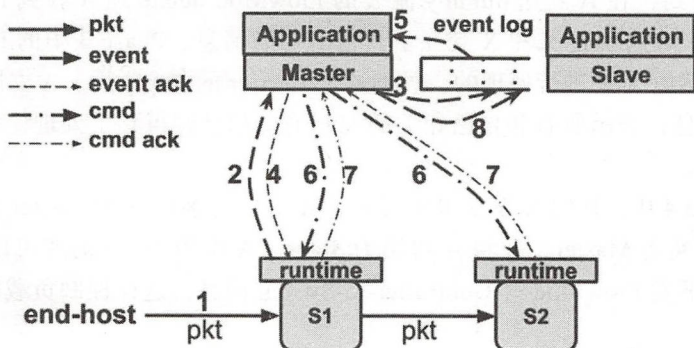 pkt
event
event ack
cmd
cmd ack
Application
Master
5
event log
Application
Slave
3
8
2
4
6
7
6
7
runtime
runtime
end-host
1
pkt
S1
pkt
S2